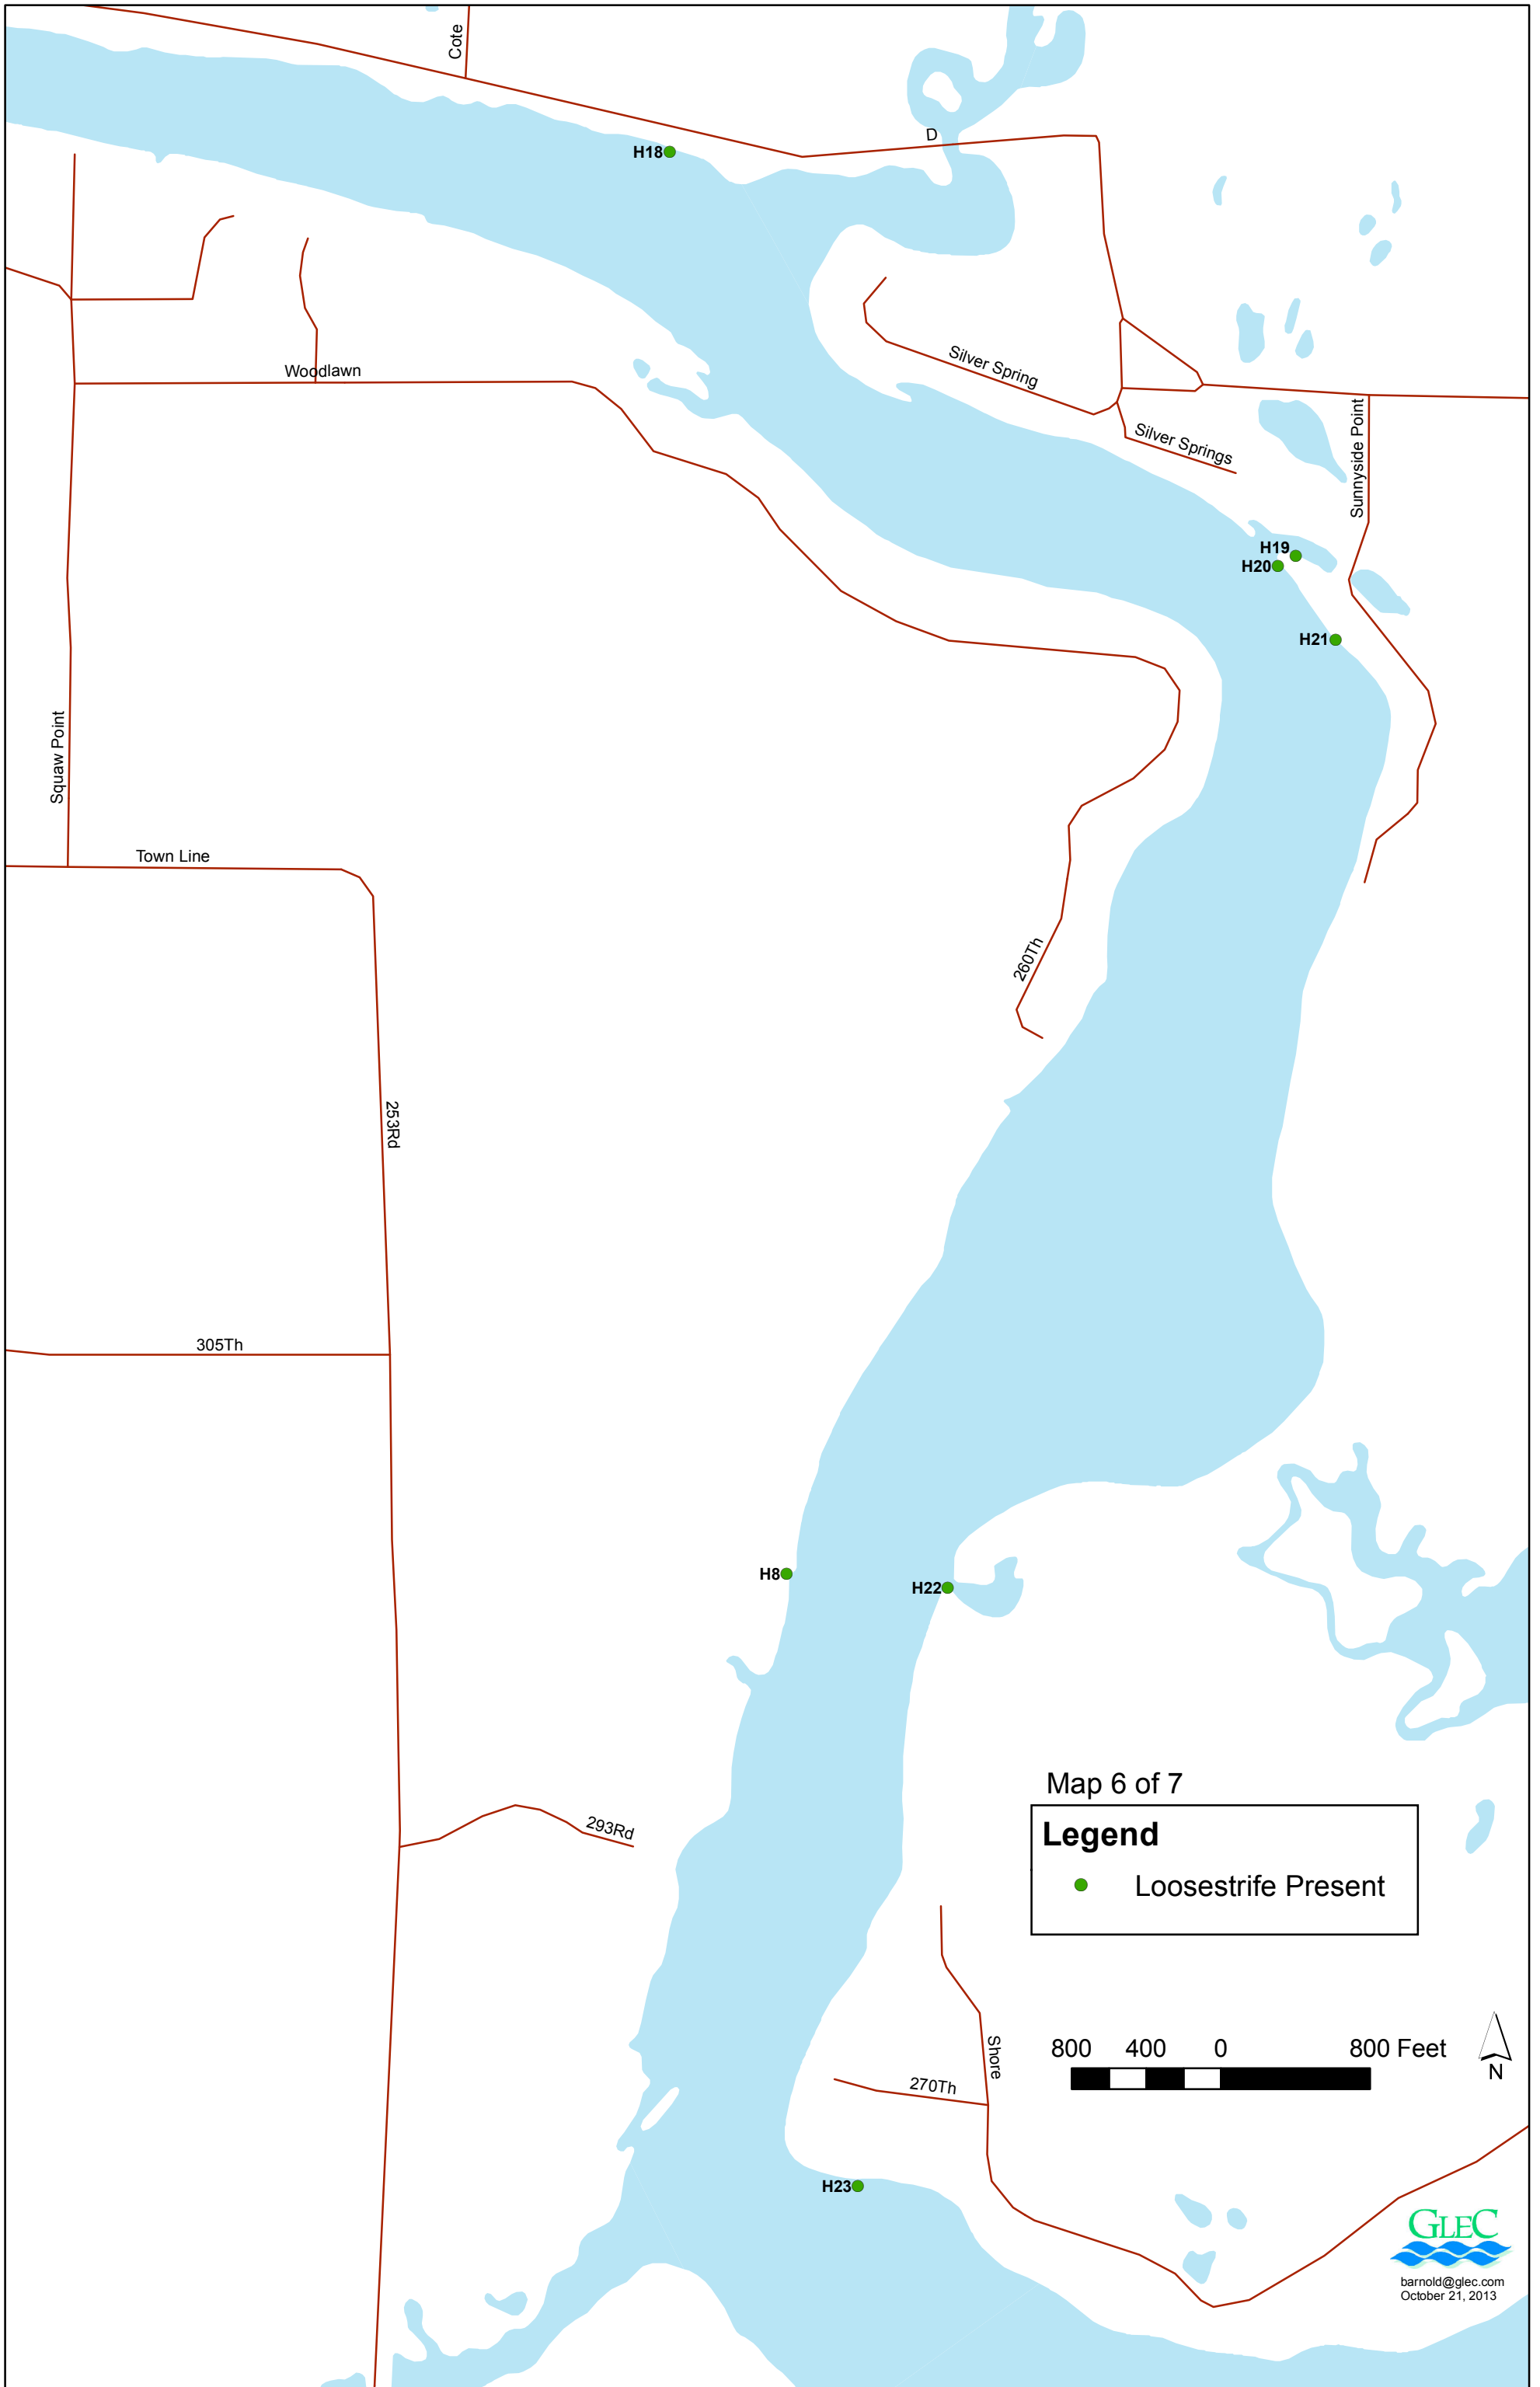 Cote
D
H18
Silver Spring
Woodlawn
Silver Springs
Sunnyside Point
H19
H20
H21
Squaw Point
Town Line
260Th
253Rd
305Th
H8
H22
Map 6 of 7
Legend
Loosestrife Present
293Rd
Shore
800 400 0 800 Feet
N
270Th
H23
GLEC
barnold@glec.com
October 21, 2013